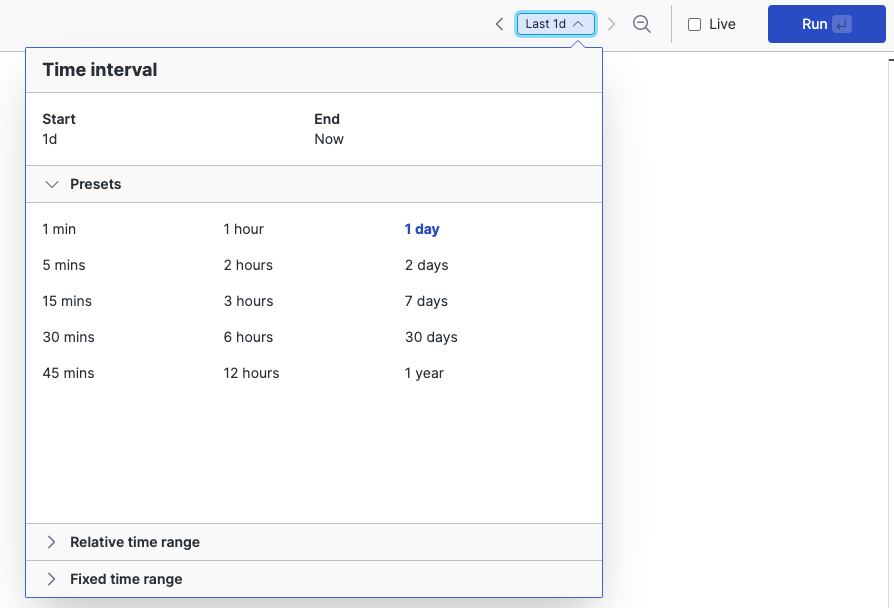 Last 1d
Live
Run
Time interval
Start End
1d Now
Presets
1 min 1 hour 1 day
5 mins 2 hours 2 days
15 mins 3 hours 7 days
30 mins 6 hours 30 days
45 mins 12 hours 1 year
Relative time range
Fixed time range